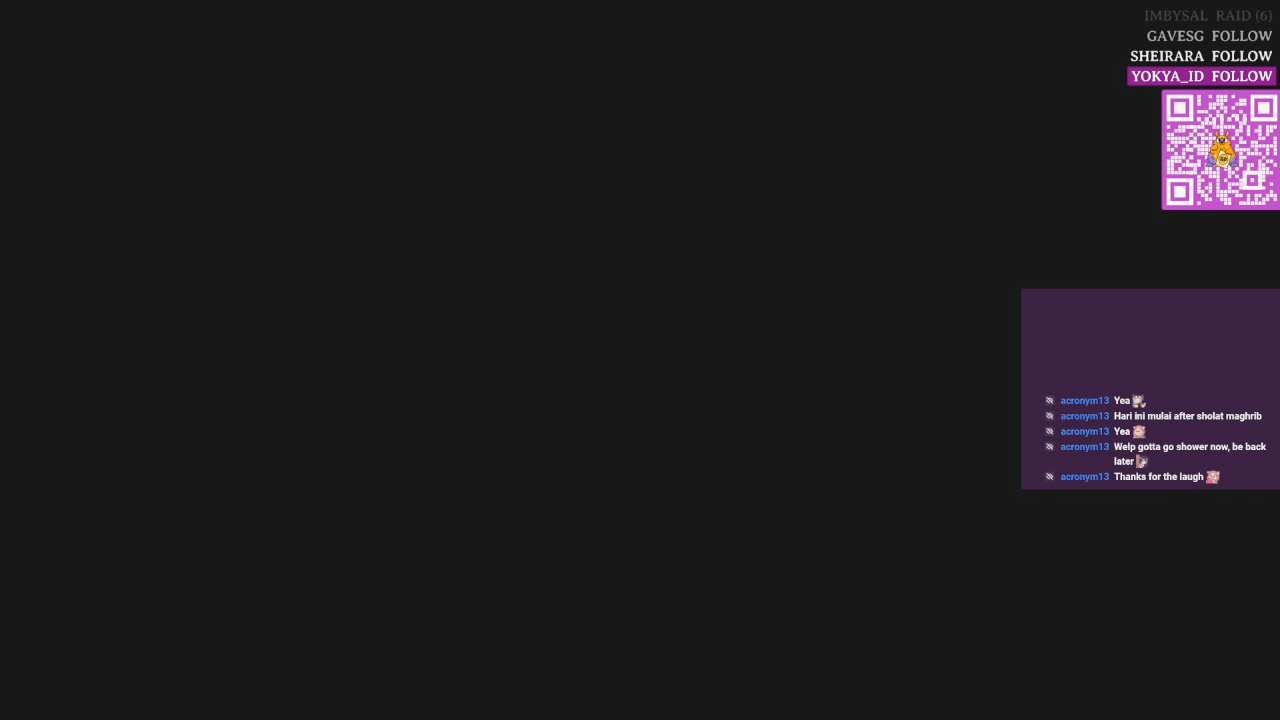 IMBYSAL RAID (6)
GAVESG FOLLOW
SHEIRARA FOLLOW
YOKYA_ID FOLLOW
acronym13 Yea
acronym13 Hari ini mulai after sholat maghrib
acronym13 Yea
acronym13 Welp gotta go shower now, be back
later
acronym13 Thanks for the laugh